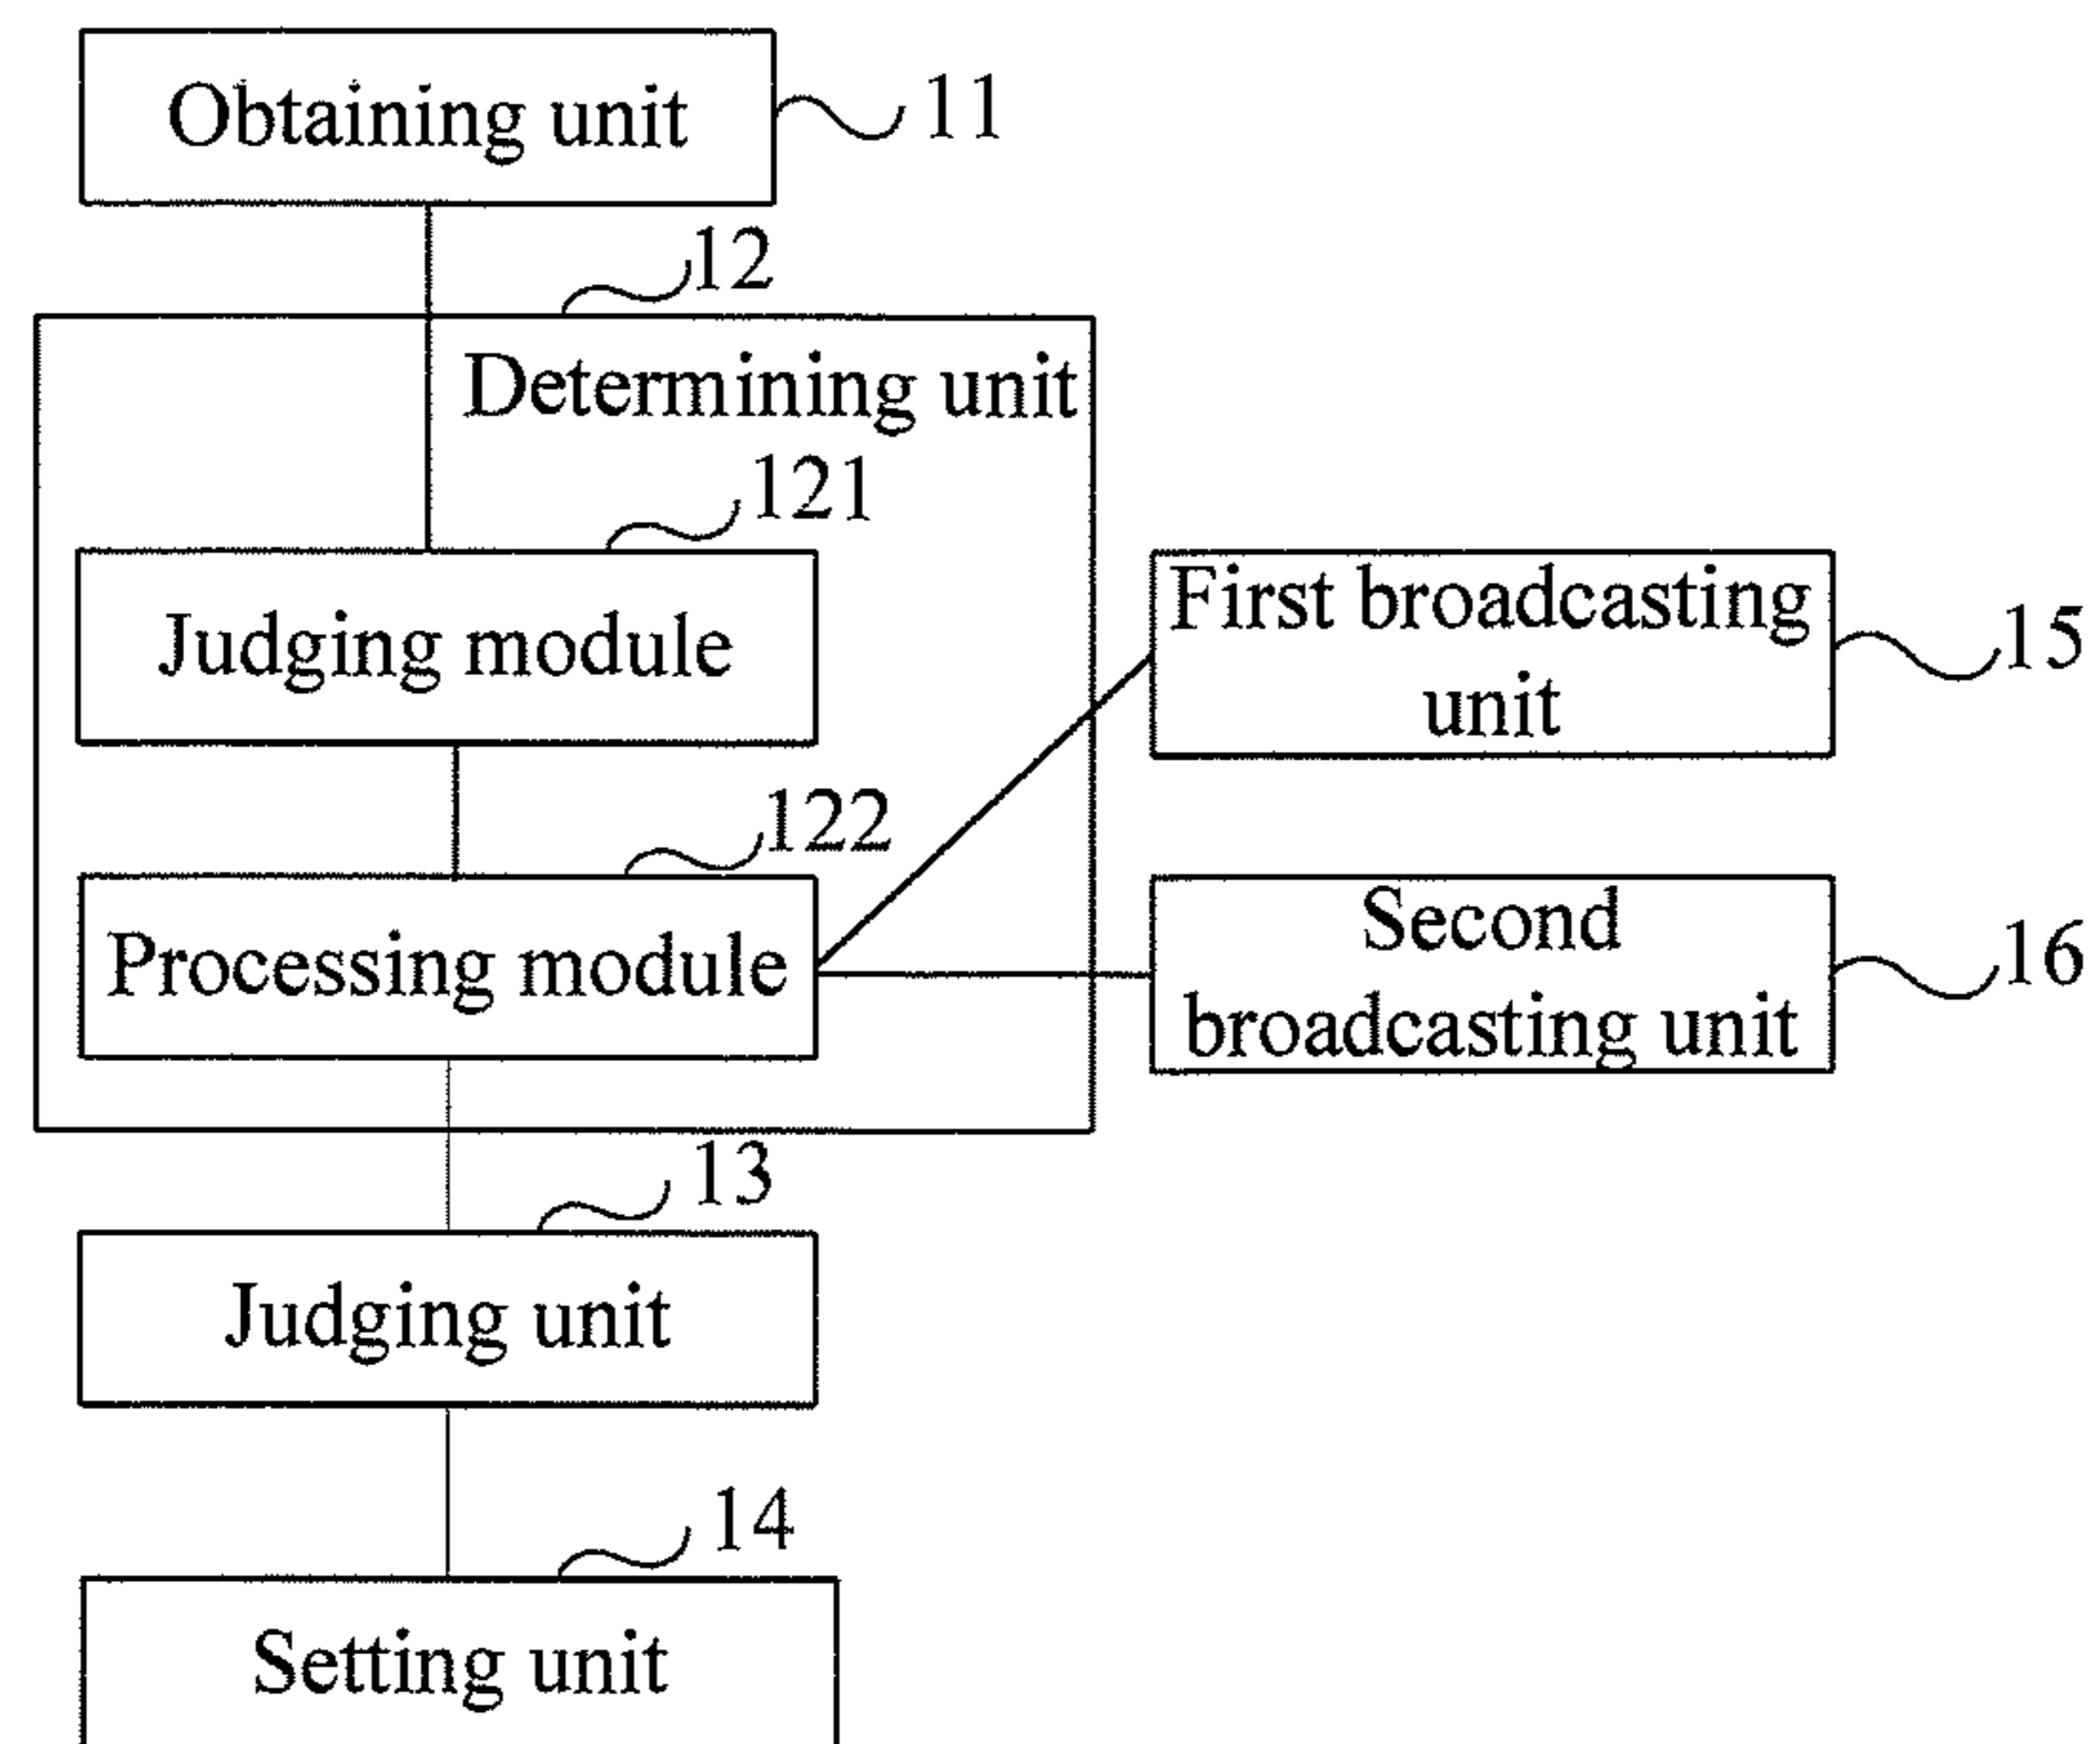 Obtaining unit
11
12
Determining unit
121
Judging module
First broadcasting
unit
15
122
Processing module
Second
broadcasting unit
16
13
Judging unit
14
Setting unit